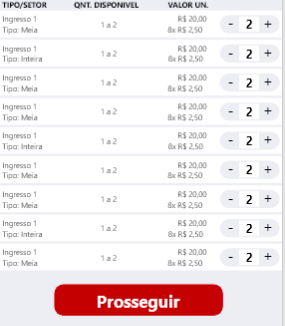 TIPO/SETOR QNT. DISPONIVEL VALOR UN.
Ingresso 1 R$ 20,00
Tipo: Meia 1 a 2 8x R$ 2,50 - 2 +
Ingresso 1 R$ 20,00
Tipo: Inteira 1 a 2 8x R$ 2,50 - 2 +
Ingresso 1 R$ 20,00
Tipo: Meia 1 a 2 8x R$ 2,50 - 2 +
Ingresso 1 R$ 20,00
Tipo: Meia 1 a 2 8x R$ 2,50 - 2 +
Ingresso 1 R$ 20,00
Tipo: Inteira 1 a 2 8x R$ 2,50 - 2 +
Ingresso 1 R$ 20,00
Tipo: Meia 1 a 2 8x R$ 2,50 - 2 +
Ingresso 1 R$ 20,00
Tipo: Meia 1 a 2 8x R$ 2,50 - 2 +
Ingresso 1 R$ 20,00
Tipo: Inteira 1 a 2 8x R$ 2,50 - 2 +
Ingresso 1 R$ 20,00
Tipo: Meia 1 a 2 8x R$ 2,50 - 2 +
Prosseguir